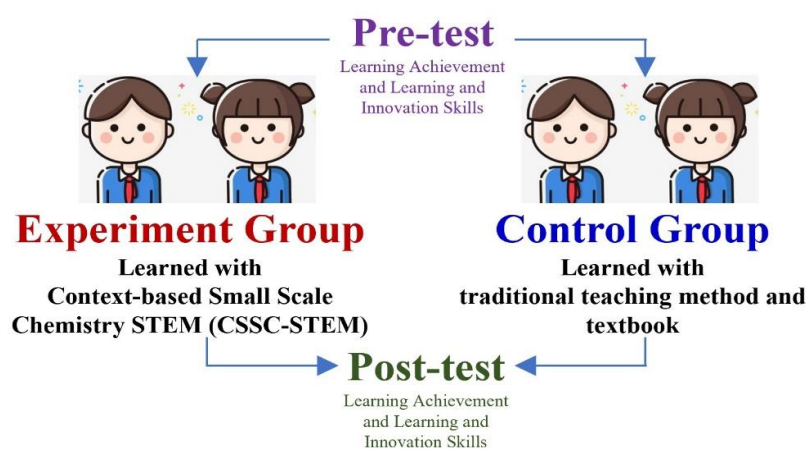 Pre-test
Learning Achievement
and Learning and
Innovation Skills
Experiment Group
Learned with
Context-based Small Scale
Chemistry STEM (CSSC-STEM)
Control Group
Learned with
traditional teaching method and
textbook
Post-test
Learning Achievement
and Learning and
Innovation Skills